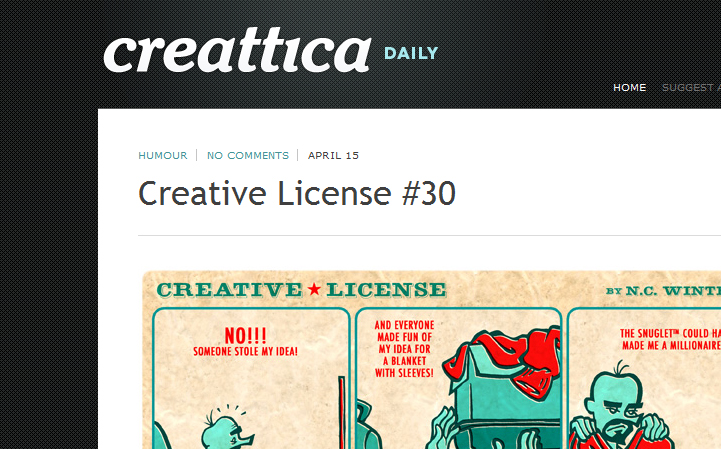 creattica DAILY
HOME SUGGEST A
HUMOUR NO COMMENTS APRIL 15
Creative License #30
CREATIVE LICENSE
BY N.C. WINT
NO!!!
SOMEONE STOLE MY IDEA!
AND EVERYONE
MADE FUN OF
MY IDEA FOR
A BLANKET
WITH SLEEVES!
THE SNUGLET™ COULD HA
MADE ME A MILLIONAIRE